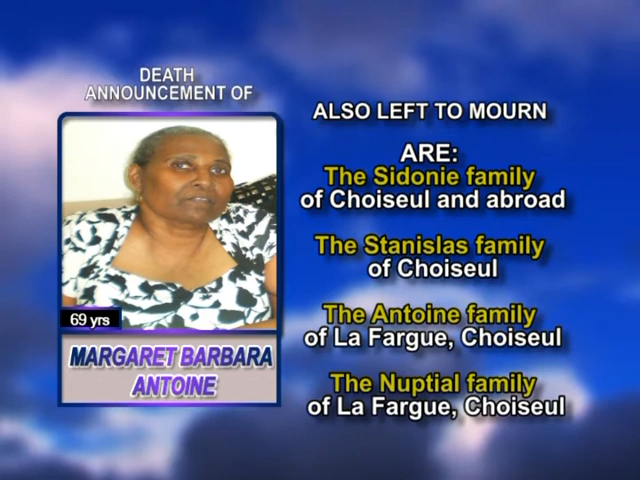 DEATH
ANNOUNCEMENT OF
69 yrs
MARGARET BARBARA
ANTOINE
ALSO LEFT TO MOURN
ARE:
The Sidonie family
of Choiseul and abroad
The Stanislas family
of Choiseul
The Antoine family
of La Fargue, Choiseul
The Nuptial family
of La Fargue, Choiseul